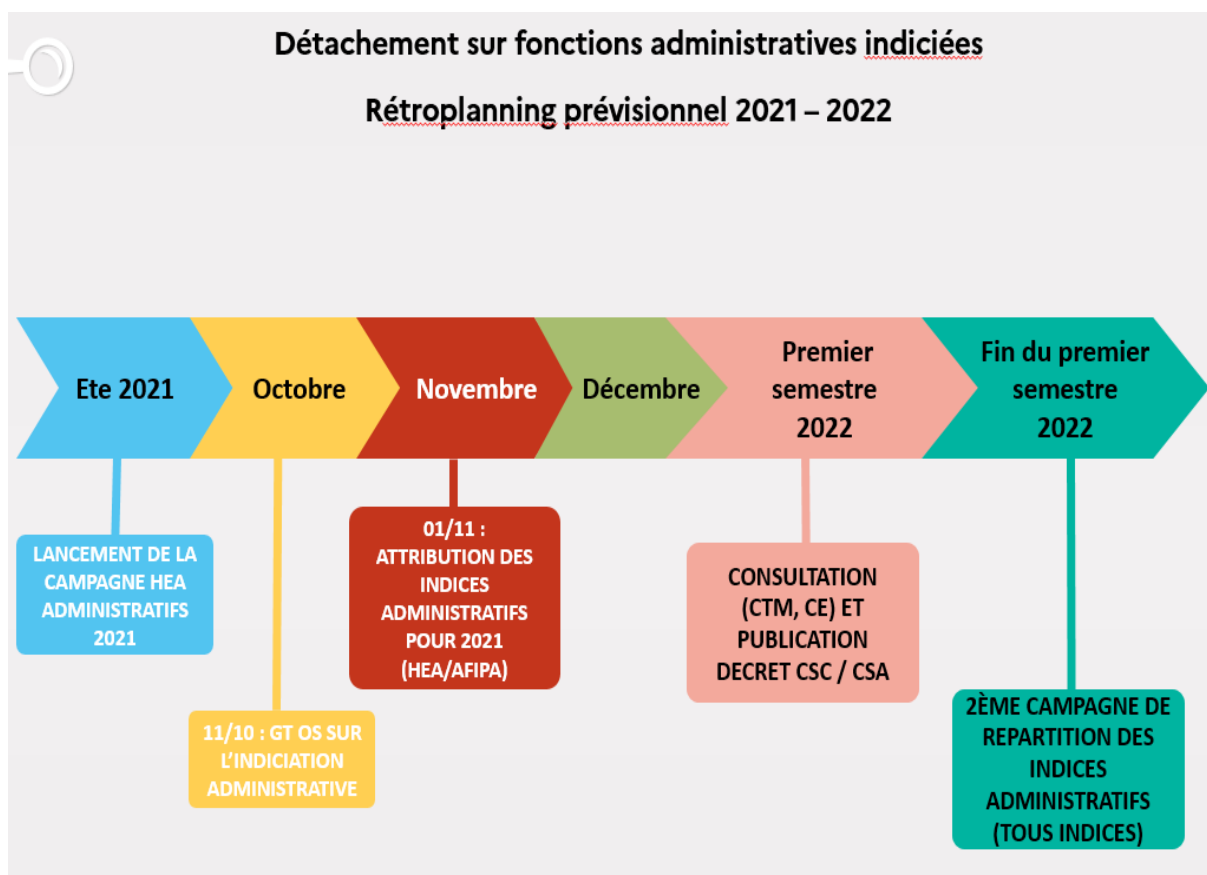 Détachement sur fonctions administratives indiciées
Rétroplanning prévisionnel 2021 – 2022
Ete 2021
Octobre
Novembre
Décembre
Premier
semestre
2022
Fin du premier
semestre
2022
LANCEMENT DE LA
CAMPAGNE HEA
ADMINISTRATIFS
2021
11/10 : GT OS SUR
L'INDICIATION
ADMINISTRATIVE
01/11 :
ATTRIBUTION DES
INDICES
ADMINISTRATIFS
POUR 2021
(HEA/AFIPA)
CONSULTATION
(CTM, CE) ET
PUBLICATION
DECRET CSC / CSA
2ÈME CAMPAGNE DE
REPARTITION DES
INDICES
ADMINISTRATIFS
(TOUS INDICES)